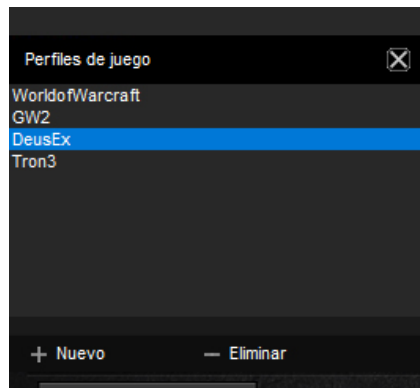 Perfiles de juego
WorldofWarcraft
GW2
DeusEx
Tron3
Nuevo
Eliminar